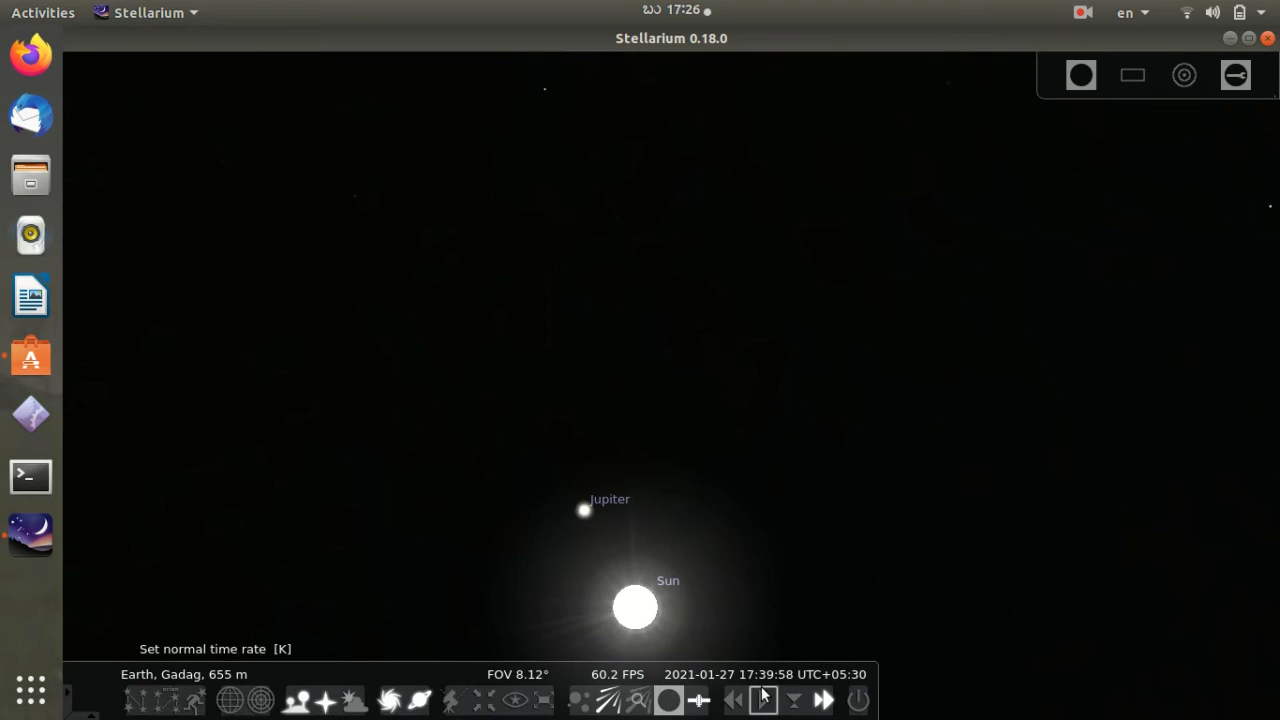 Activities
Stellarium
ಬುಧ 17:26
en
Stellarium 0.18.0
Jupiter
Sun
Set normal time rate [K]
Earth, Gadag, 655 m
FOV 8.12°
60.2 FPS
2021-01-27 17:39:58 UTC+05:30